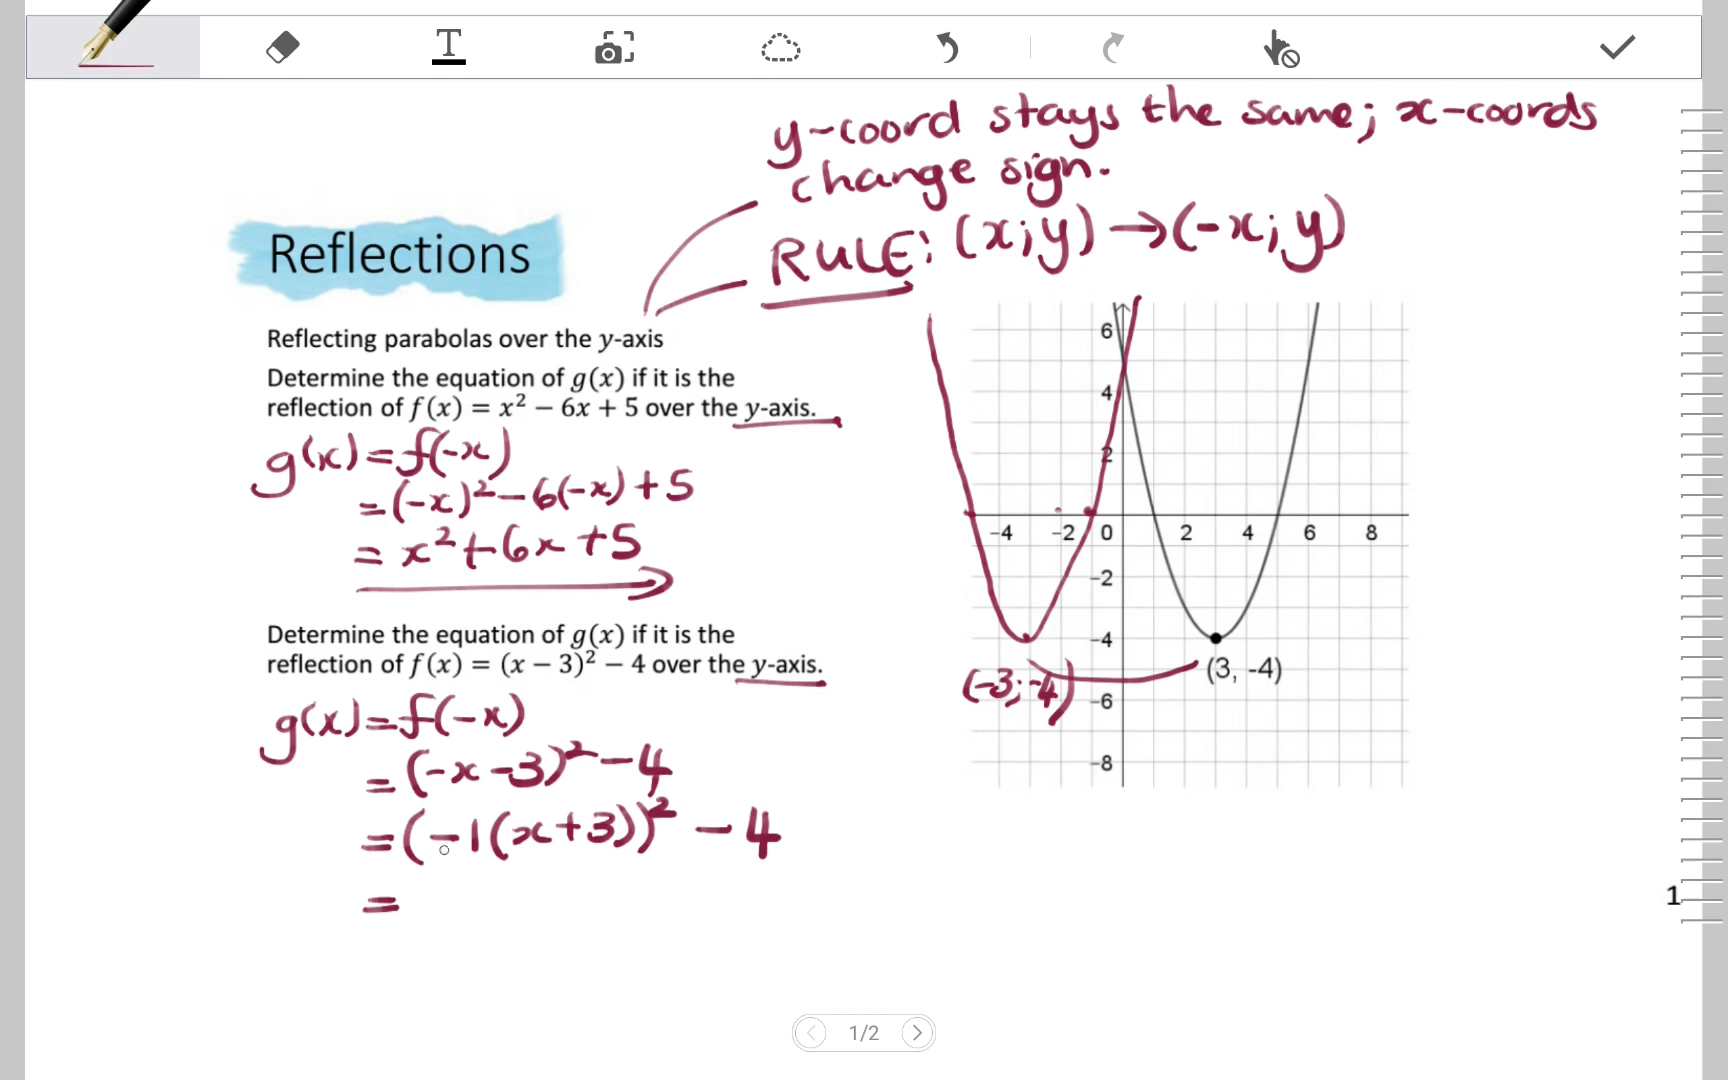 T
y-coord stays the same; x-coords
change sign.
RULE: (x;y) → (-x;y)
Reflections
Reflecting parabolas over the y-axis
Determine the equation of g(x) if it is the
reflection of f(x) = x² − 6x + 5 over the y-axis.
g(x) = f(-x)
= (-x)² - 6(-x) + 5
= x² + 6x + 5
Determine the equation of g(x) if it is the
reflection of f(x) = (x − 3)² − 4 over the y-axis.
g(x) = f(-x)
= (-x - 3)² - 4
= (-1(x+3))² - 4
=
6
4
2
−4 −2 0 2 4 6 8
−2
−4
(3, -4)
(-3;-4)
−6
−8
1
1/2